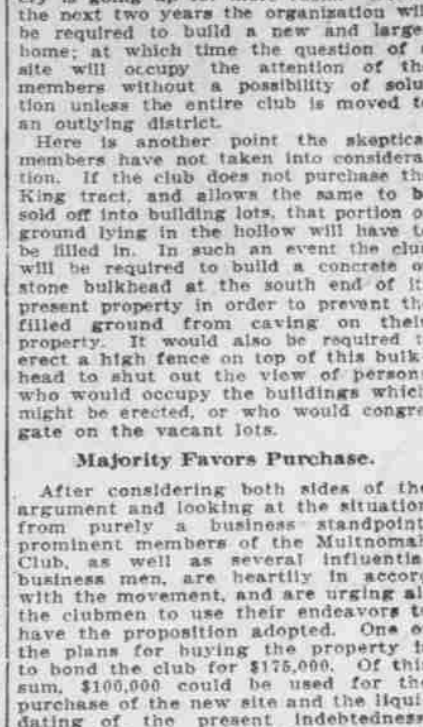 the next two years the organization wil
be required to build a new and large
home; at which time the question of
site will occupy the attention of th
members without a possibility of solu
tion unless the entire club is moved t
an outlying district.
Here is another point the skeptica
members have not taken into considera
tion. If the club does not purchase th
King tract, and allows the same to b
sold off into building lots, that portion o
ground lying in the hollow will have t
be filled in. In such an event the clu
will be required to build a concrete o
stone bulkhead at the south end of it
present property in order to prevent th
filled ground from caving on thei
property. It would also be required t
erect a high fence on top of this bulk
head to shut out the view of person
who would occupy the buildings whic
might be erected, or who would congre
gate on the vacant lots.
Majority Favors Purchase.
After considering both sides of th
argument and looking at the situation
from purely a business standpoint
prominent members of the Multnomah
Club, as well as several influentia
business men, are heartily in accor
with the movement, and are urging al
the clubmen to use their endeavors t
have the proposition adopted. One o
the plans for buying the property i
to bond the club for $175,000. Of thi
sum, $100,000 could be used for th
purchase of the new site and the liqui
dating of the present indebtedness